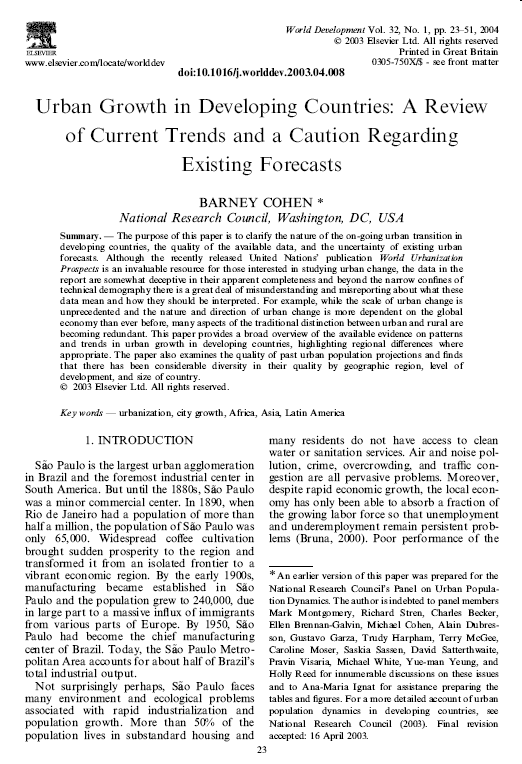 World Development Vol. 32, No. 1, pp. 23–51, 2004
© 2003 Elsevier Ltd. All rights reserved
Printed in Great Britain
0305-750X/$ - see front matter
ELSEVIER
www.elsevier.com/locate/worlddev
doi:10.1016/j.worlddev.2003.04.008
Urban Growth in Developing Countries: A Review
of Current Trends and a Caution Regarding
Existing Forecasts
BARNEY COHEN *
National Research Council, Washington, DC, USA
Summary. — The purpose of this paper is to clarify the nature of the on-going urban transition in
developing countries, the quality of the available data, and the uncertainty of existing urban
forecasts. Although the recently released United Nations' publication World Urbanization
Prospects is an invaluable resource for those interested in studying urban change, the data in the
report are somewhat deceptive in their apparent completeness and beyond the narrow confines of
technical demography there is a great deal of misunderstanding and misreporting about what these
data mean and how they should be interpreted. For example, while the scale of urban change is
unprecedented and the nature and direction of urban change is more dependent on the global
economy than ever before, many aspects of the traditional distinction between urban and rural are
becoming redundant. This paper provides a broad overview of the available evidence on patterns
and trends in urban growth in developing countries, highlighting regional differences where
appropriate. The paper also examines the quality of past urban population projections and finds
that there has been considerable diversity in their quality by geographic region, level of
development, and size of country.
© 2003 Elsevier Ltd. All rights reserved.
Key words — urbanization, city growth, Africa, Asia, Latin America
1. INTRODUCTION
São Paulo is the largest urban agglomeration
in Brazil and the foremost industrial center in
South America. But until the 1880s, São Paulo
was a minor commercial center. In 1890, when
Rio de Janeiro had a population of more than
half a million, the population of São Paulo was
only 65,000. Widespread coffee cultivation
brought sudden prosperity to the region and
transformed it from an isolated frontier to a
vibrant economic region. By the early 1900s,
manufacturing became established in São
Paulo and the population grew to 240,000, due
in large part to a massive influx of immigrants
from various parts of Europe. By 1950, São
Paulo had become the chief manufacturing
center of Brazil. Today, the São Paulo Metro-
politan Area accounts for about half of Brazil's
total industrial output.
Not surprisingly perhaps, São Paulo faces
many environment and ecological problems
associated with rapid industrialization and
population growth. More than 50% of the
population lives in substandard housing and
many residents do not have access to clean
water or sanitation services. Air and noise pol-
lution, crime, overcrowding, and traffic con-
gestion are all pervasive problems. Moreover,
despite rapid economic growth, the local econ-
omy has only been able to absorb a fraction of
the growing labor force so that unemployment
and underemployment remain persistent prob-
lems (Bruna, 2000). Poor performance of the
* An earlier version of this paper was prepared for the
National Research Council's Panel on Urban Popula-
tion Dynamics. The author is indebted to panel members
Mark Montgomery, Richard Stren, Charles Becker,
Ellen Brennan-Galvin, Michael Cohen, Alain Dubres-
son, Gustavo Garza, Trudy Harpham, Terry McGee,
Caroline Moser, Saskia Sassen, David Satterthwaite,
Pravin Visaria, Michael White, Yue-man Yeung, and
Holly Reed for innumerable discussions on these issues
and to Ana-Maria Ignat for assistance preparing the
tables and figures. For a more detailed account of urban
population dynamics in developing countries, see
National Research Council (2003). Final revision
accepted: 16 April 2003.
23